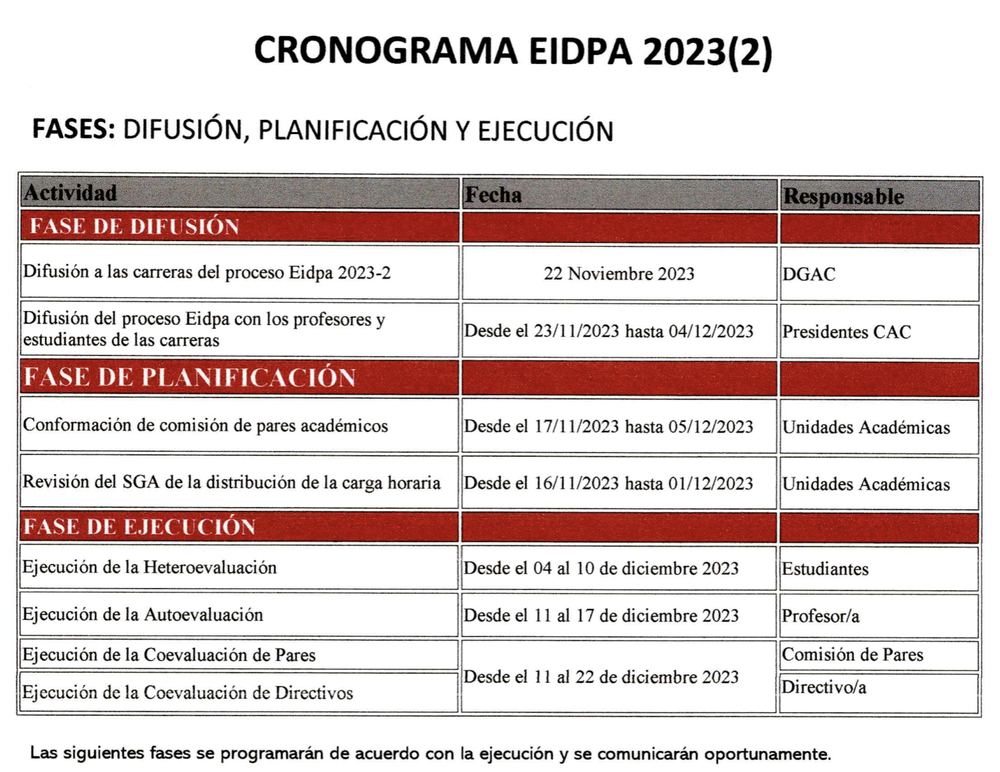 CRONOGRAMA EIDPA 2023(2)
FASES: DIFUSIÓN, PLANIFICACIÓN Y EJECUCIÓN
Actividad Fecha Responsable
FASE DE DIFUSIÓN
Difusión a las carreras del proceso Eidpa 2023-2 22 Noviembre 2023 DGAC
Difusión del proceso Eidpa con los profesores y
estudiantes de las carreras Desde el 23/11/2023 hasta 04/12/2023 Presidentes CAC
FASE DE PLANIFICACIÓN
Conformación de comisión de pares académicos Desde el 17/11/2023 hasta 05/12/2023 Unidades Académicas
Revisión del SGA de la distribución de la carga horaria Desde el 16/11/2023 hasta 01/12/2023 Unidades Académicas
FASE DE EJECUCIÓN
Ejecución de la Heteroevaluación Desde el 04 al 10 de diciembre 2023 Estudiantes
Ejecución de la Autoevaluación Desde el 11 al 17 de diciembre 2023 Profesor/a
Ejecución de la Coevaluación de Pares Comisión de Pares
Desde el 11 al 22 de diciembre 2023
Ejecución de la Coevaluación de Directivos Directivo/a
Las siguientes fases se programarán de acuerdo con la ejecución y se comunicarán oportunamente.